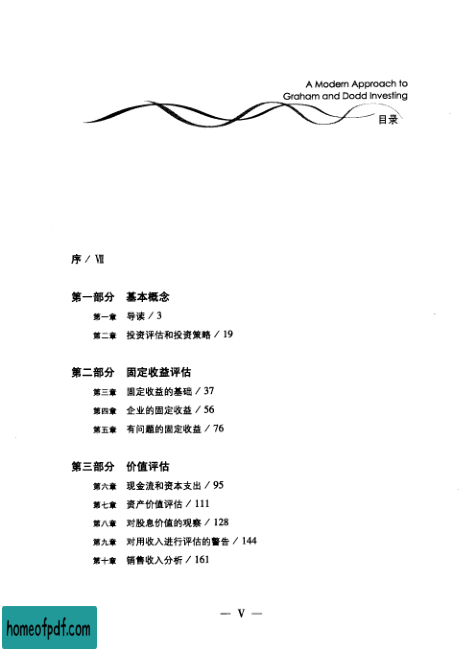 A Modern Approach to
Graham and Dodd Investing
目录
序 / Ⅶ
第一部分 基本概念
第一章 导读 / 3
第二章 投资评估和投资策略 / 19
第二部分 固定收益评估
第三章 固定收益的基础 / 37
第四章 企业的固定收益 / 56
第五章 有问题的固定收益 / 76
第三部分 价值评估
第六章 现金流和资本支出 / 95
第七章 资产价值评估 / 111
第八章 对股息价值的观察 / 128
第九章 对用收入进行评估的警告 / 144
第十章 销售收入分析 / 161
— V —
homeofpdf.com